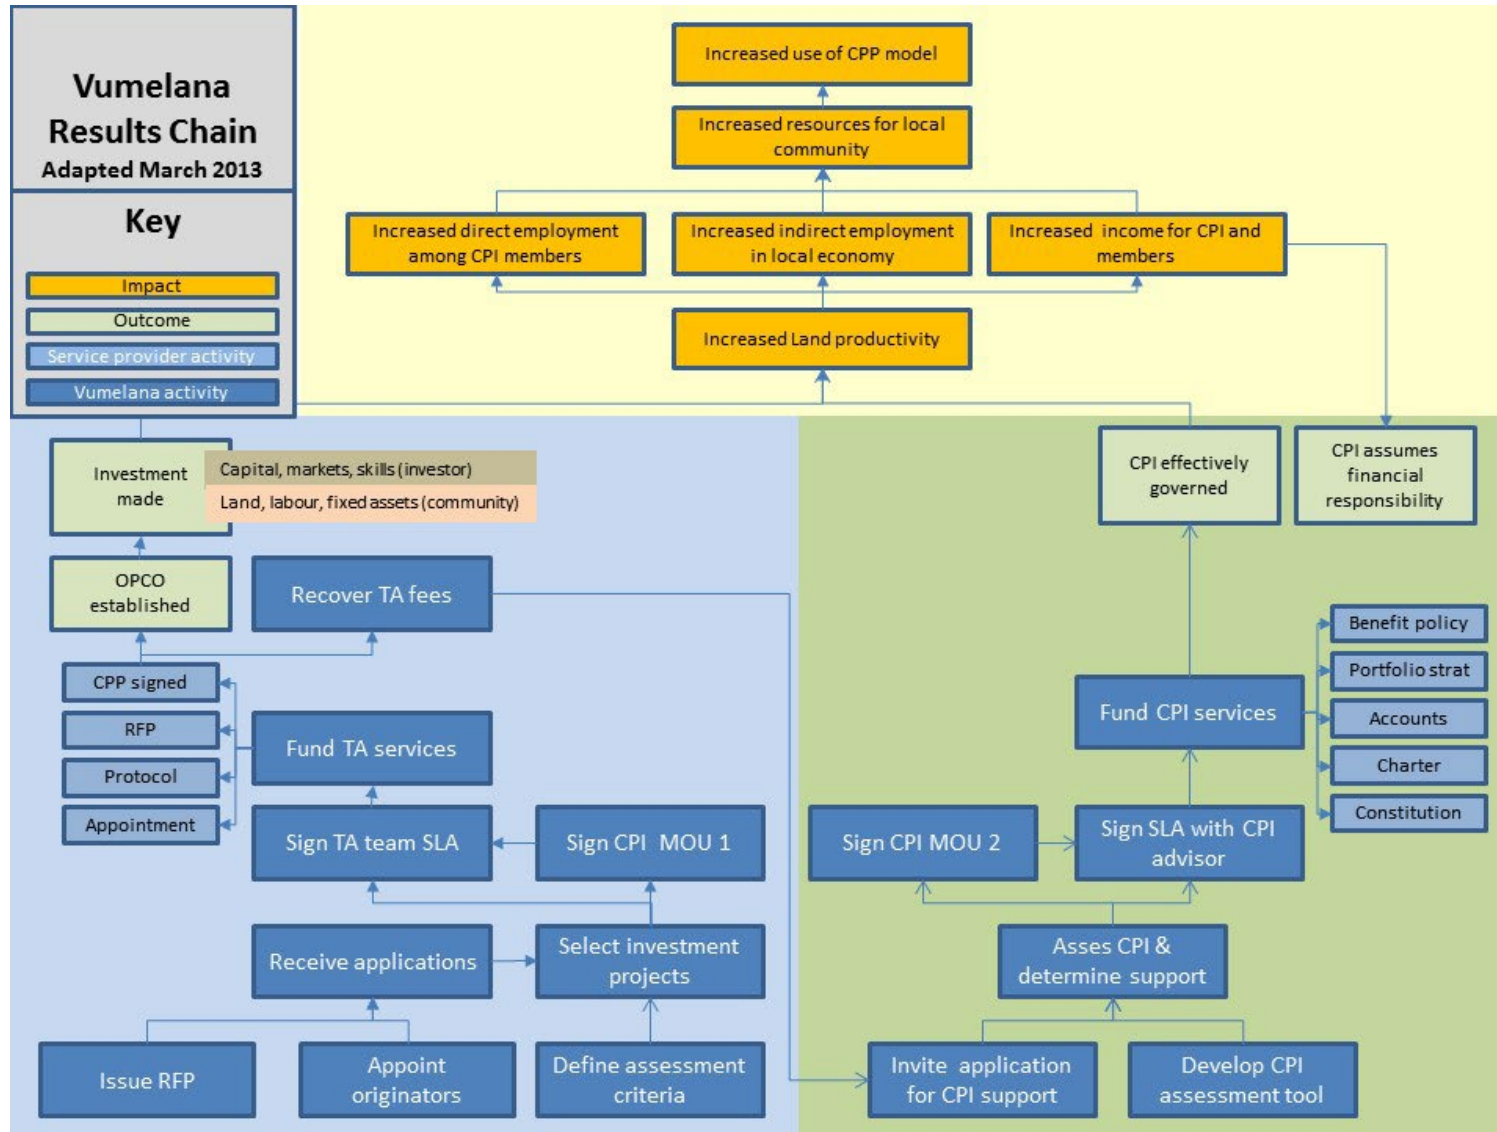 Vumelana
Results Chain
Adapted March 2013
Key
Impact
Outcome
Service provider activity
Vumelana activity
Increased use of CPP model
Increased resources for local
community
Increased direct employment
among CPI members
Increased indirect employment
in local economy
Increased income for CPI and
members
Increased Land productivity
Investment
made
Capital, markets, skills (investor)
Land, labour, fixed assets (community)
OPCO
established
Recover TA fees
CPP signed
RFP
Protocol
Appointment
Fund TA services
Sign TA team SLA
Sign CPI MOU 1
Receive applications
Select investment
projects
Issue RFP
Appoint
originators
Define assessment
criteria
CPI effectively
governed
CPI assumes
financial
responsibility
Fund CPI services
Benefit policy
Portfolio strat
Accounts
Charter
Constitution
Sign CPI MOU 2
Sign SLA with CPI
advisor
Asses CPI &
determine support
Invite application
for CPI support
Develop CPI
assessment tool